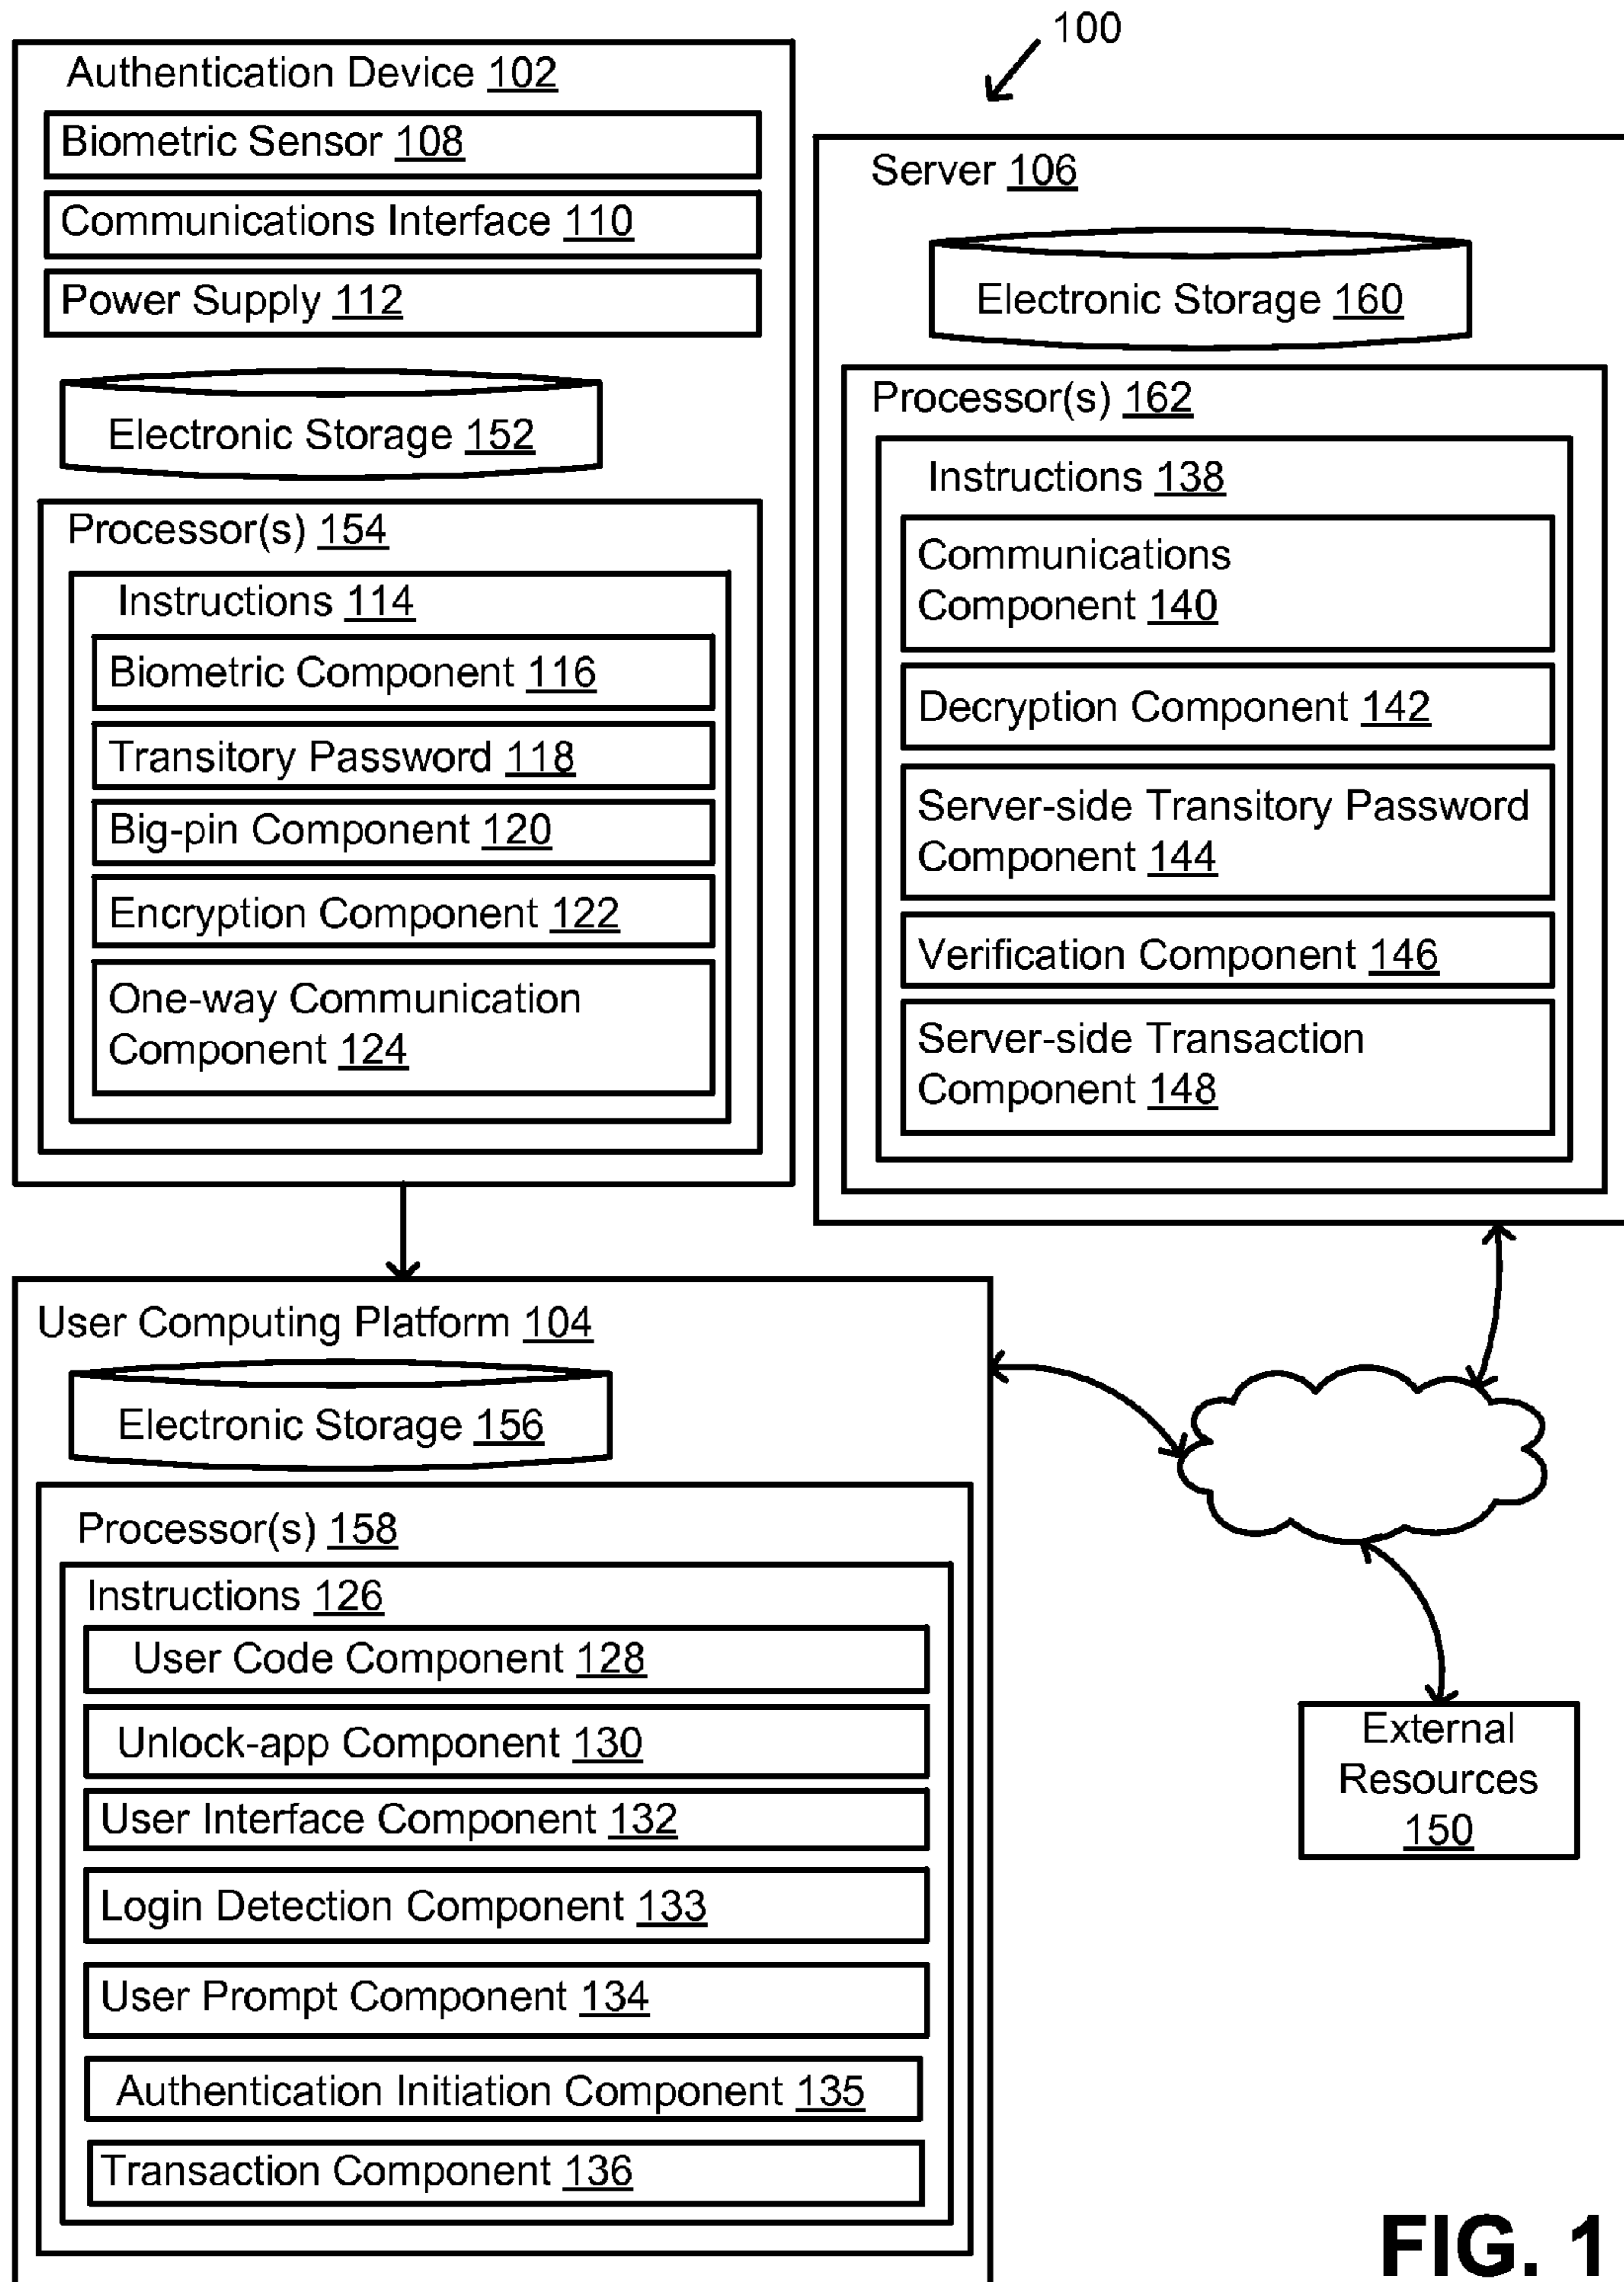 100
Authentication Device 102
Biometric Sensor 108
Communications Interface 110
Power Supply 112
Electronic Storage 152
Processor(s) 154
Instructions 114
Biometric Component 116
Transitory Password 118
Big-pin Component 120
Encryption Component 122
One-way Communication
Component 124
Server 106
Electronic Storage 160
Processor(s) 162
Instructions 138
Communications
Component 140
Decryption Component 142
Server-side Transitory Password
Component 144
Verification Component 146
Server-side Transaction
Component 148
User Computing Platform 104
Electronic Storage 156
Processor(s) 158
Instructions 126
User Code Component 128
Unlock-app Component 130
User Interface Component 132
Login Detection Component 133
User Prompt Component 134
Authentication Initiation Component 135
Transaction Component 136
External
Resources
150
FIG. 1